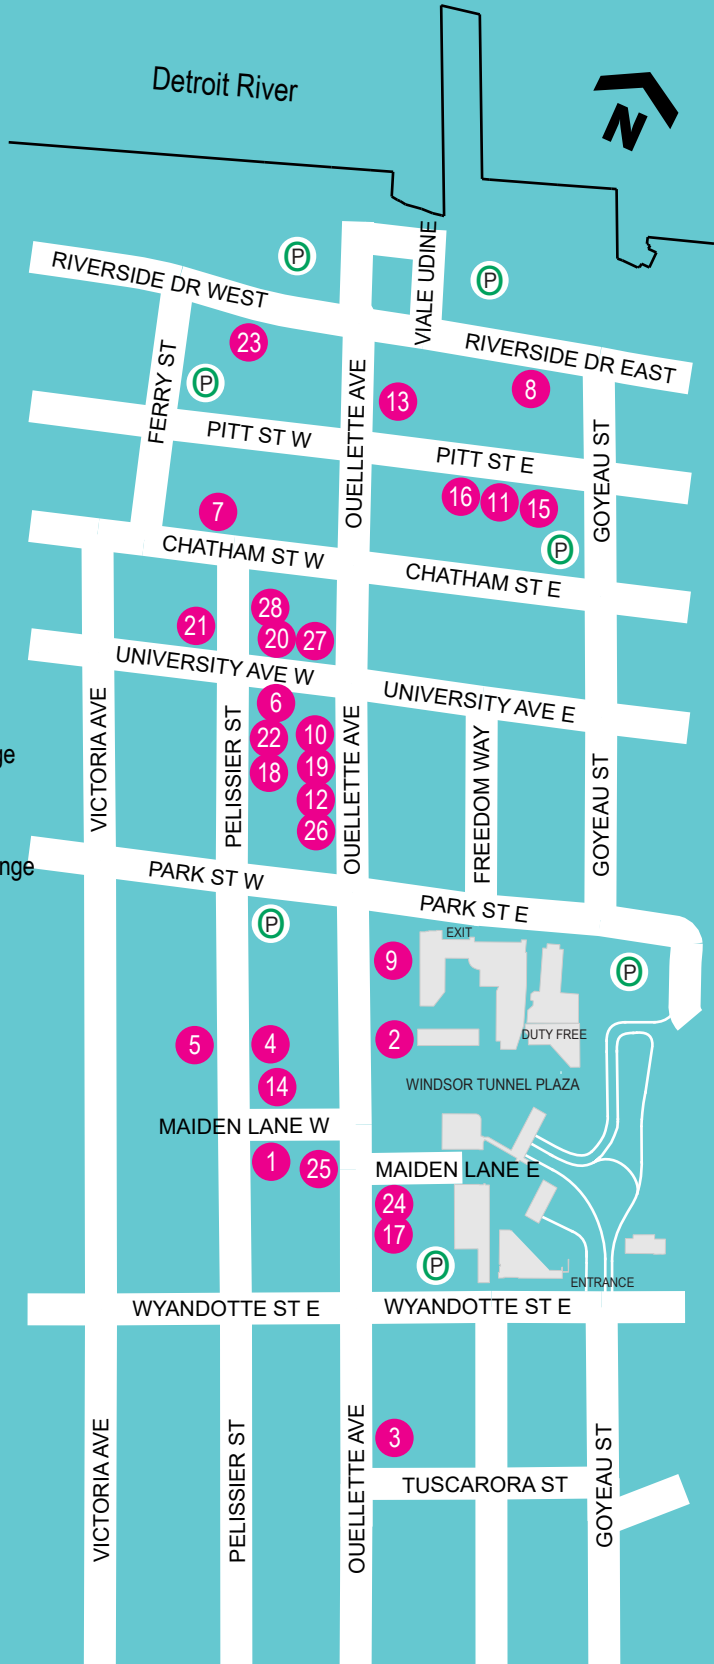 Detroit River
N
P
VIALE UDINE
P
RIVERSIDE DR WEST
23
RIVERSIDE DR EAST
FERRY ST
P
OUELLETTE AVE
13
8
PITT ST W
PITT ST E
GOYEAU ST
16
11
15
7
P
CHATHAM ST W
CHATHAM ST E
28
21
20
27
UNIVERSITY AVE W
UNIVERSITY AVE E
6
VICTORIA AVE
PELISSIER ST
22
10
OUELLETTE AVE
FREEDOM WAY
GOYEAU ST
ge
18
19
12
26
nge
PARK ST W
PARK ST E
P
EXIT
9
P
5
4
2
DUTY FREE
14
WINDSOR TUNNEL PLAZA
MAIDEN LANE W
1
25
MAIDEN LANE E
24
17
P
ENTRANCE
WYANDOTTE ST E
WYANDOTTE ST E
3
VICTORIA AVE
PELISSIER ST
OUELLETTE AVE
TUSCARORA ST
GOYEAU ST